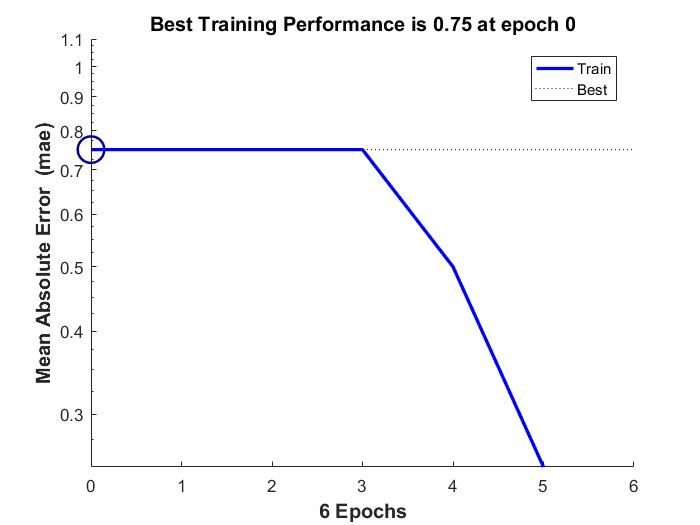 Best Training Performance is 0.75 at epoch 0
1.1
1
0.9
0.8
0.7
0.6
0.5
0.4
0.3
Mean Absolute Error (mae)
Train
Best
0 1 2 3 4 5 6
6 Epochs